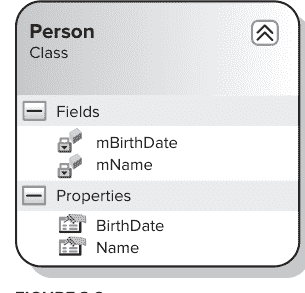 Person
Class
Fields
mBirthDate
mName
Properties
BirthDate
Name